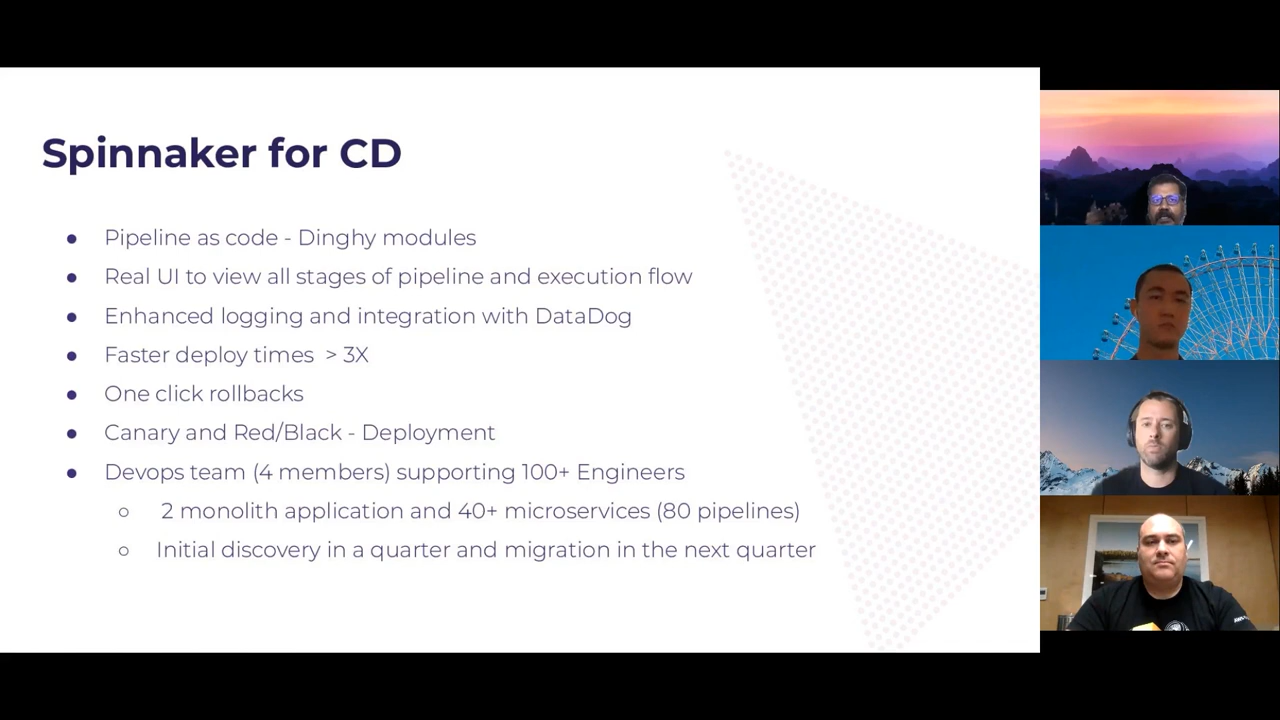 Spinnaker for CD
● Pipeline as code - Dinghy modules
● Real UI to view all stages of pipeline and execution flow
● Enhanced logging and integration with DataDog
● Faster deploy times  > 3X
● One click rollbacks
● Canary and Red/Black - Deployment
● Devops team (4 members) supporting 100+ Engineers
○ 2 monolith application and 40+ microservices (80 pipelines)
○ Initial discovery in a quarter and migration in the next quarter